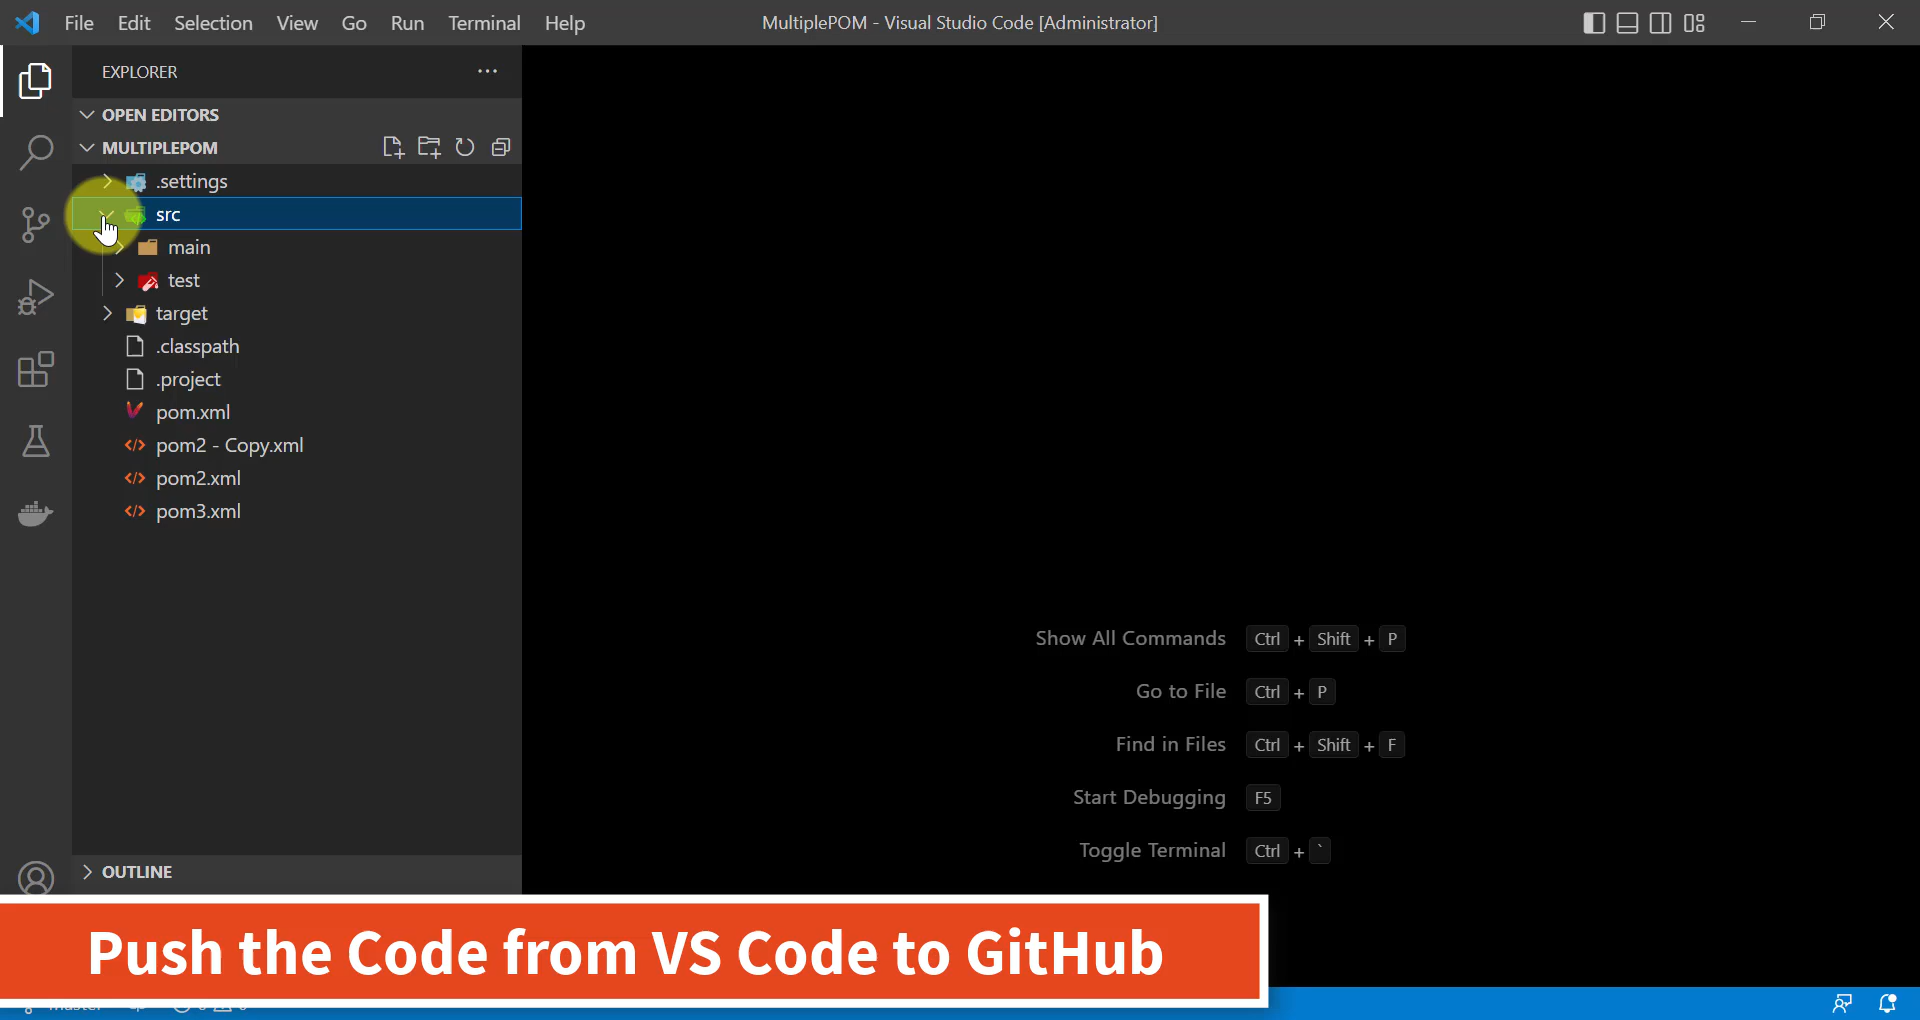 File Edit Selection View Go Run Terminal Help
MultiplePOM - Visual Studio Code [Administrator]
EXPLORER
OPEN EDITORS
MULTIPLEPOM
.settings
src
main
test
target
.classpath
.project
pom.xml
pom2 - Copy.xml
pom2.xml
pom3.xml
Show All Commands Ctrl + Shift + P
Go to File Ctrl + P
Find in Files Ctrl + Shift + F
Start Debugging F5
Toggle Terminal Ctrl + `
OUTLINE
Push the Code from VS Code to GitHub